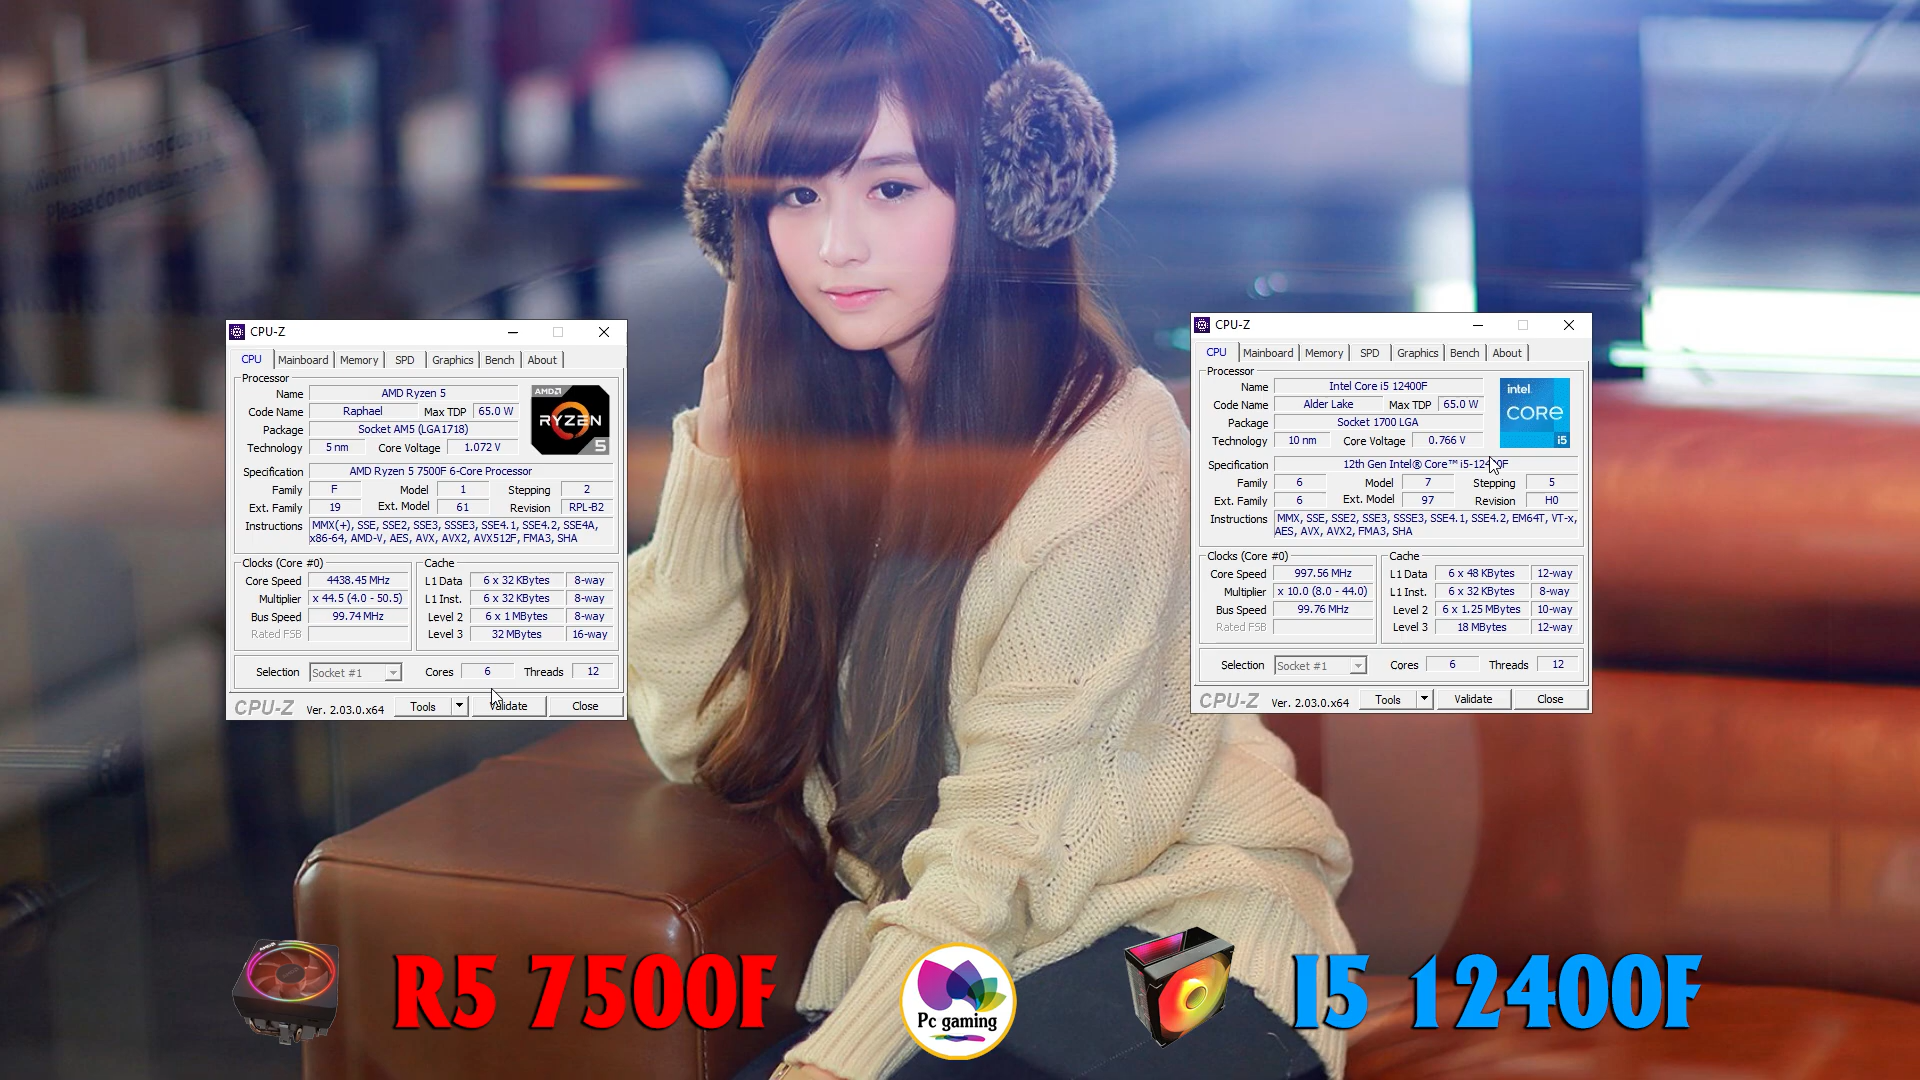 Please do not
CPU-Z
CPU Mainboard Memory SPD Graphics Bench About
Processor
Name AMD Ryzen 5
Code Name Raphael Max TDP 65.0 W
Package Socket AM5 (LGA1718)
Technology 5 nm Core Voltage 1.072 V
AMD
RYZEN
5
Specification AMD Ryzen 5 7500F 6-Core Processor
Family F Model 1 Stepping 2
Ext. Family 19 Ext. Model 61 Revision RPL-B2
Instructions MMX(+), SSE, SSE2, SSE3, SSSE3, SSE4.1, SSE4.2, SSE4A,
x86-64, AMD-V, AES, AVX, AVX2, AVX512F, FMA3, SHA
Clocks (Core #0)
Core Speed 4438.45 MHz
Multiplier x 44.5 (4.0 - 50.5)
Bus Speed 99.74 MHz
Rated FSB
Cache
L1 Data 6 x 32 KBytes 8-way
L1 Inst. 6 x 32 KBytes 8-way
Level 2 6 x 1 MBytes 8-way
Level 3 32 MBytes 16-way
Selection Socket #1 Cores 6 Threads 12
CPU-Z Ver. 2.03.0.x64 Tools Validate Close
CPU-Z
CPU Mainboard Memory SPD Graphics Bench About
Processor
Name Intel Core i5 12400F
Code Name Alder Lake Max TDP 65.0 W
Package Socket 1700 LGA
Technology 10 nm Core Voltage 0.766 V
intel
CORE
i5
Specification 12th Gen Intel® Core™ i5-12400F
Family 6 Model 7 Stepping 5
Ext. Family 6 Ext. Model 97 Revision H0
Instructions MMX, SSE, SSE2, SSE3, SSSE3, SSE4.1, SSE4.2, EM64T, VT-x,
AES, AVX, AVX2, FMA3, SHA
Clocks (Core #0)
Core Speed 997.56 MHz
Multiplier x 10.0 (8.0 - 44.0)
Bus Speed 99.76 MHz
Rated FSB
Cache
L1 Data 6 x 48 KBytes 12-way
L1 Inst. 6 x 32 KBytes 8-way
Level 2 6 x 1.25 MBytes 10-way
Level 3 18 MBytes 12-way
Selection Socket #1 Cores 6 Threads 12
CPU-Z Ver. 2.03.0.x64 Tools Validate Close
R5 7500F
Pc gaming
I5 12400F